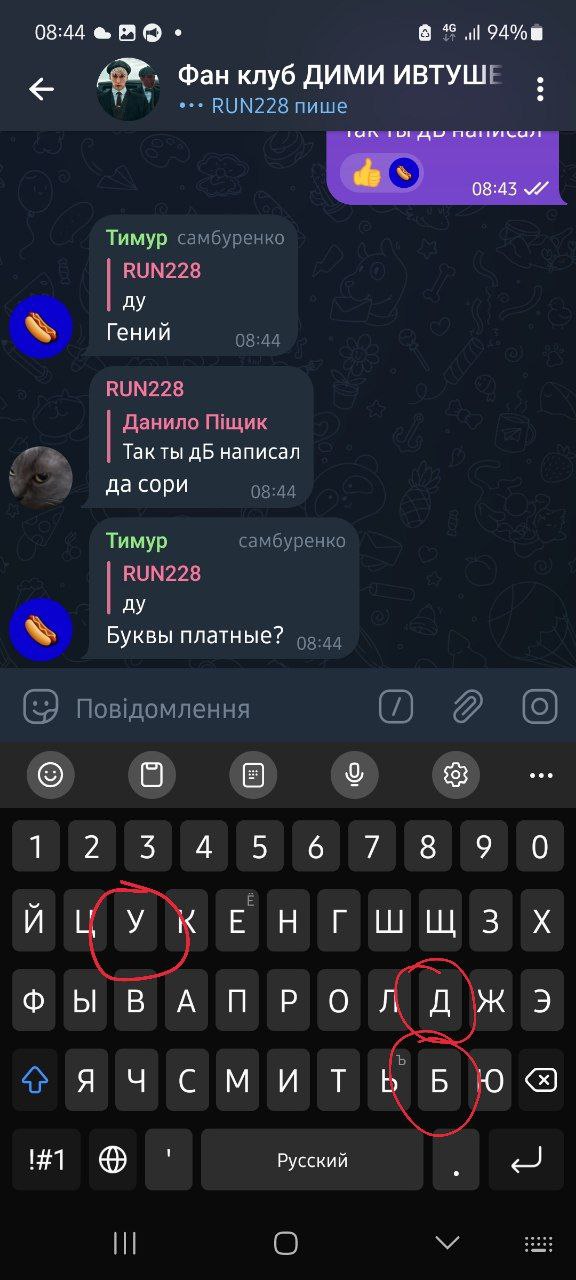 08:44 4G 94%
Фан клуб ДИМИ ИВТУШЕ
••• RUN228 пише
Так ты дБ написал
08:43
Тимур самбуренко
RUN228
ду
Гений 08:44
RUN228
Данило Піщик
Так ты дБ написал
да сори 08:44
Тимур самбуренко
RUN228
ду
Буквы платные? 08:44
Повідомлення
1 2 3 4 5 6 7 8 9 0
Й Ц У К Е Ё Н Г Ш Щ З Х
Ф Ы В А П Р О Л Д Ж Э
Я Ч С М И Т Ь Ъ Б Ю
!#1 ' Русский .